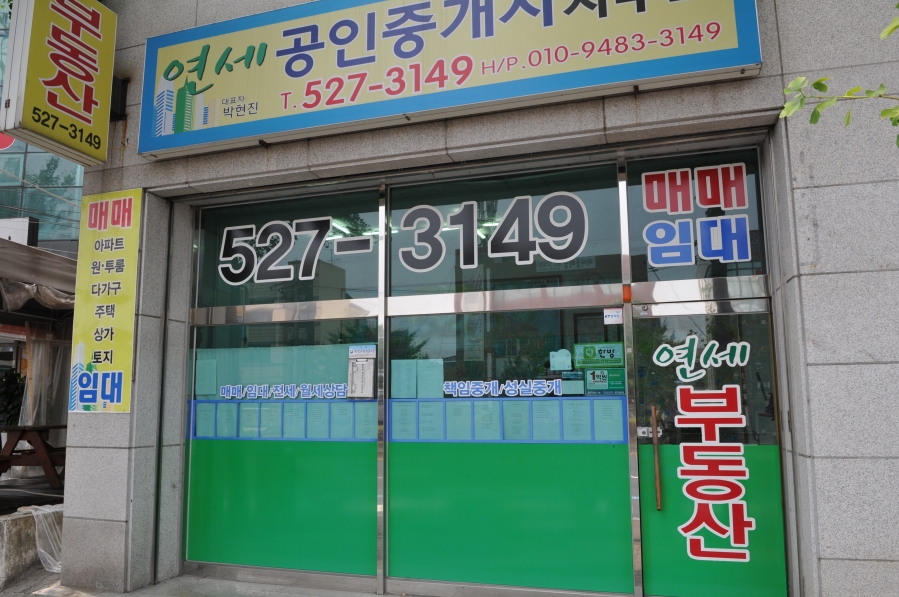 부동산
527-3149
연세 공인중개사
대표자
박현진
T.527-3149 H/P.010-9483-3149
매매
아파트
원·투룸
다가구
주택
상가
토지
임대
527-3149
매매
임대
매매/임대/전세/월세상담
책임중개/성실중개
한방
연세
부동산